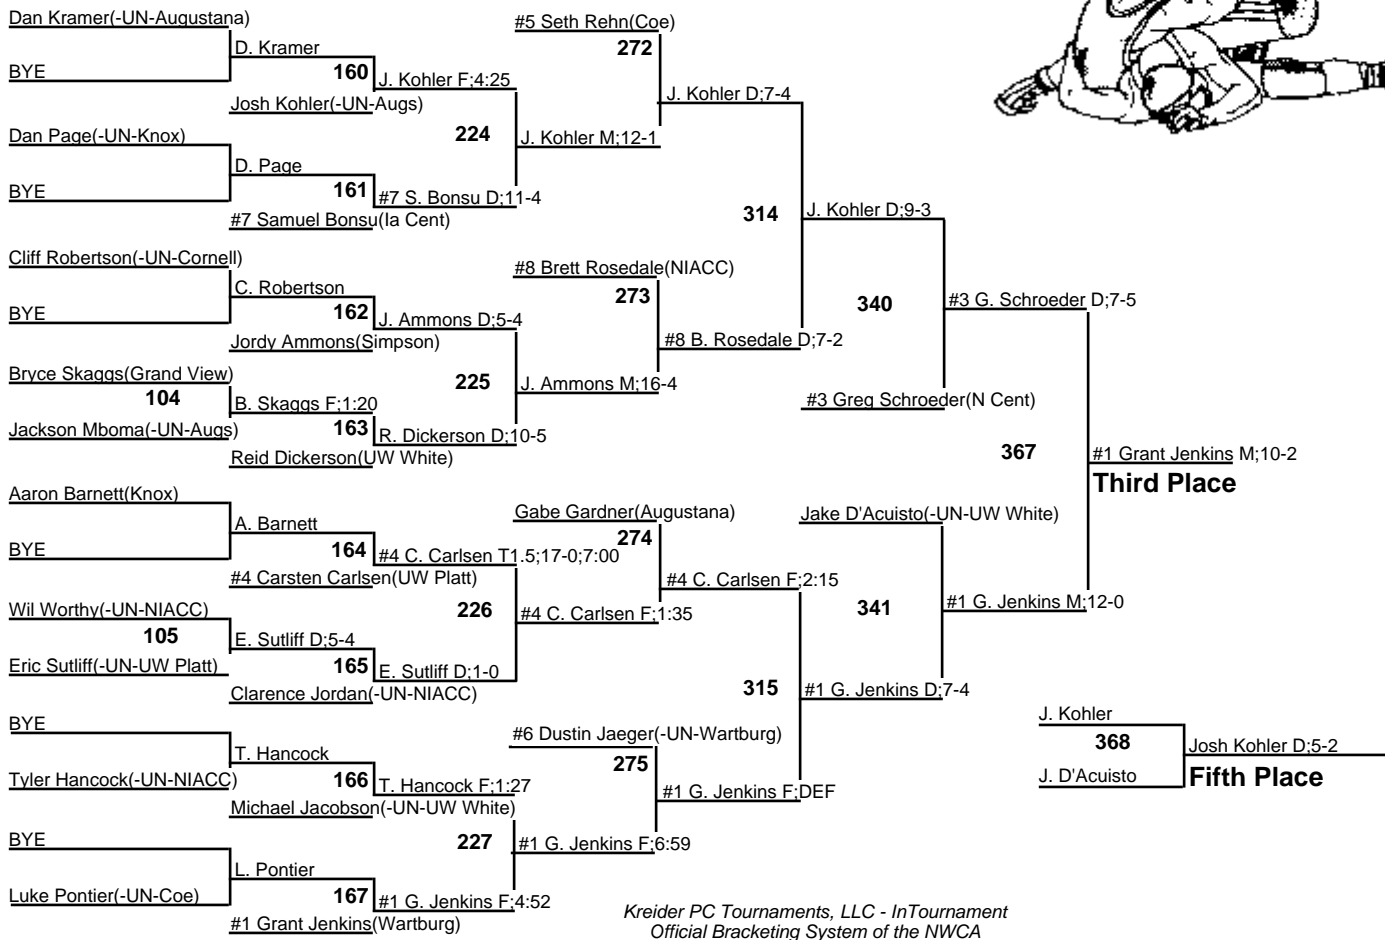 Dan Kramer(-UN-Augustana)
BYE
D. Kramer
160
Josh Kohler(-UN-Augs)
J. Kohler F;4:25
Dan Page(-UN-Knox)
BYE
D. Page
161
#7 Samuel Bonsu(Ia Cent)
#7 S. Bonsu D;11-4
224
J. Kohler M;12-1
#5 Seth Rehn(Coe)
272
J. Kohler D;7-4
Cliff Robertson(-UN-Cornell)
BYE
C. Robertson
162
Jordy Ammons(Simpson)
J. Ammons D;5-4
Bryce Skaggs(Grand View)
104
Jackson Mboma(-UN-Augs)
B. Skaggs F;1:20
163
Reid Dickerson(UW White)
R. Dickerson D;10-5
225
J. Ammons M;16-4
#8 Brett Rosedale(NIACC)
273
#8 B. Rosedale D;7-2
314
J. Kohler D;9-3
340
#3 Greg Schroeder(N Cent)
#3 G. Schroeder D;7-5
Aaron Barnett(Knox)
BYE
A. Barnett
164
#4 Carsten Carlsen(UW Platt)
#4 C. Carlsen T1.5;17-0;7:00
Wil Worthy(-UN-NIACC)
105
Eric Sutliff(-UN-UW Platt)
E. Sutliff D;5-4
165
Clarence Jordan(-UN-NIACC)
E. Sutliff D;1-0
226
#4 C. Carlsen F;1:35
Gabe Gardner(Augustana)
274
#4 C. Carlsen F;2:15
BYE
Tyler Hancock(-UN-NIACC)
T. Hancock
166
Michael Jacobson(-UN-UW White)
T. Hancock F;1:27
BYE
Luke Pontier(-UN-Coe)
L. Pontier
167
#1 Grant Jenkins(Wartburg)
#1 G. Jenkins F;4:52
227
#1 G. Jenkins F;6:59
#6 Dustin Jaeger(-UN-Wartburg)
275
#1 G. Jenkins F;DEF
315
#1 G. Jenkins D;7-4
Jake D'Acuisto(-UN-UW White)
341
#1 G. Jenkins M;12-0
367
#1 Grant Jenkins M;10-2
Third Place
J. Kohler
368
J. D'Acuisto
Josh Kohler D;5-2
Fifth Place
Kreider PC Tournaments, LLC - InTournament
Official Bracketing System of the NWCA